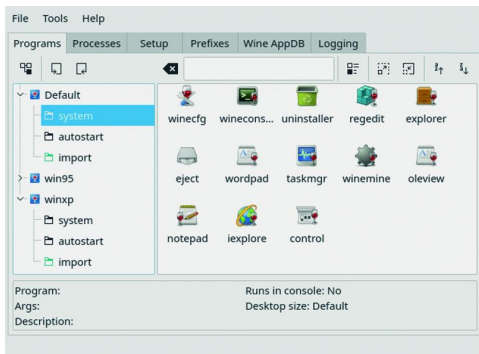 File Tools Help
Programs Processes Setup Prefixes Wine AppDB Logging
Default
system
autostart
import
win95
winxp
system
autostart
import
winecfg winecons... uninstaller regedit explorer
eject wordpad taskmgr winemine oleview
notepad iexplore control
Program: Runs in console: No
Args: Desktop size: Default
Description: